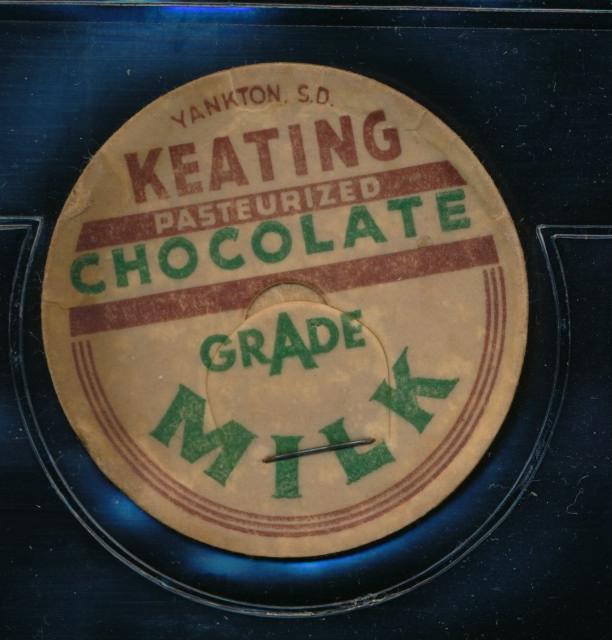 YANKTON, S.D.
KEATING
PASTEURIZED
CHOCOLATE
GRADE
MILK